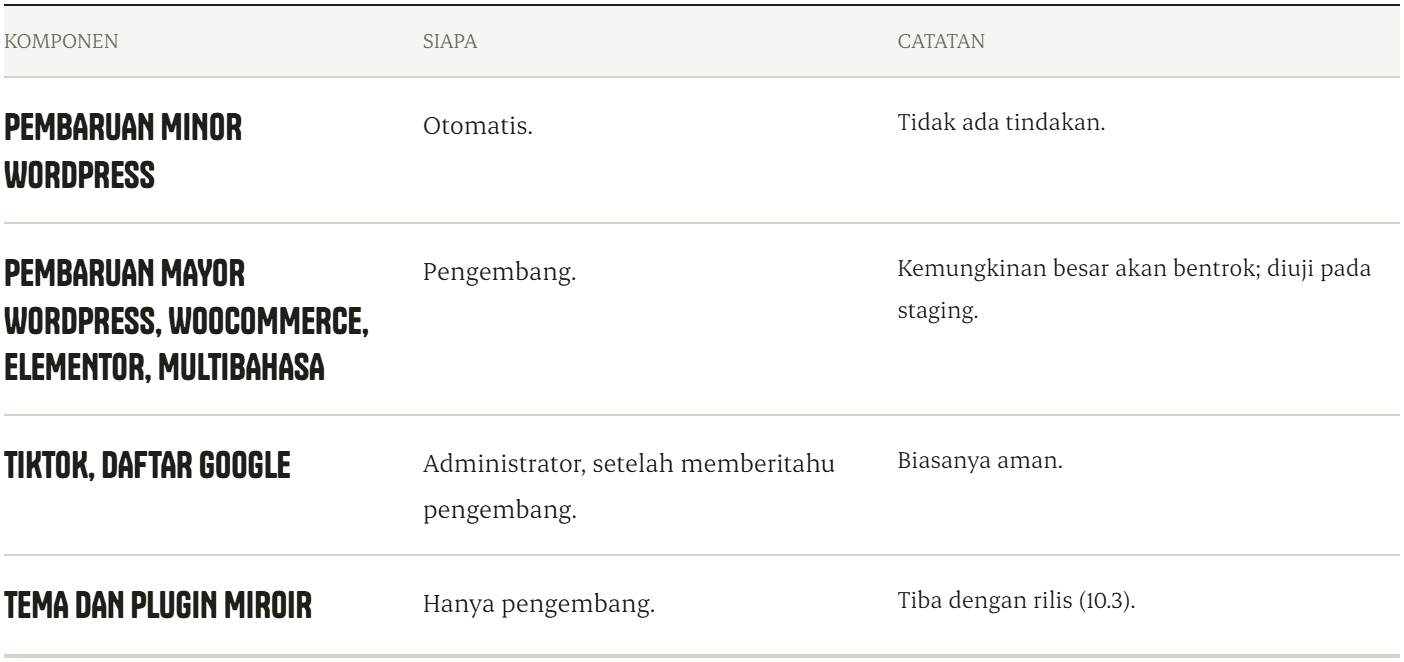 KOMPONEN SIAPA CATATAN
PEMBARUAN MINOR Otomatis. Tidak ada tindakan.
WORDPRESS
PEMBARUAN MAYOR Pengembang. Kemungkinan besar akan bentrok; diuji pada
WORDPRESS, WOOCOMMERCE, staging.
ELEMENTOR, MULTIBAHASA
TIKTOK, DAFTAR GOOGLE Administrator, setelah memberitahu Biasanya aman.
pengembang.
TEMA DAN PLUGIN MIROIR Hanya pengembang. Tiba dengan rilis (10.3).